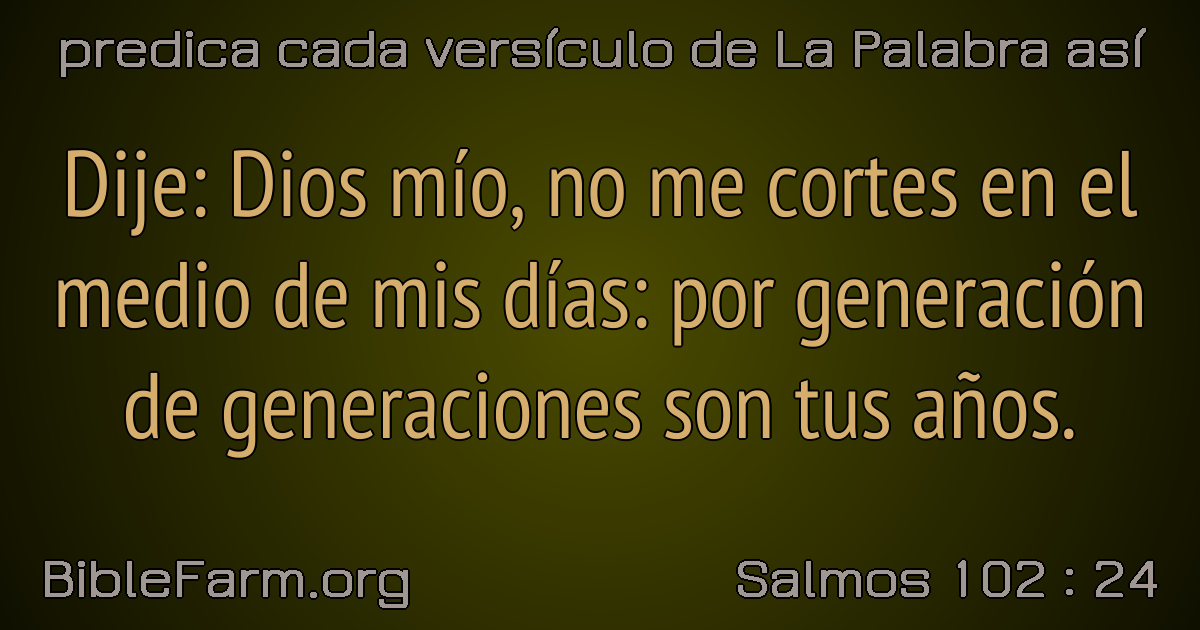 predica cada versículo de La Palabra así
Dije: Dios mío, no me cortes en el
medio de mis días: por generación
de generaciones son tus años.
BibleFarm.org
Salmos 102 : 24